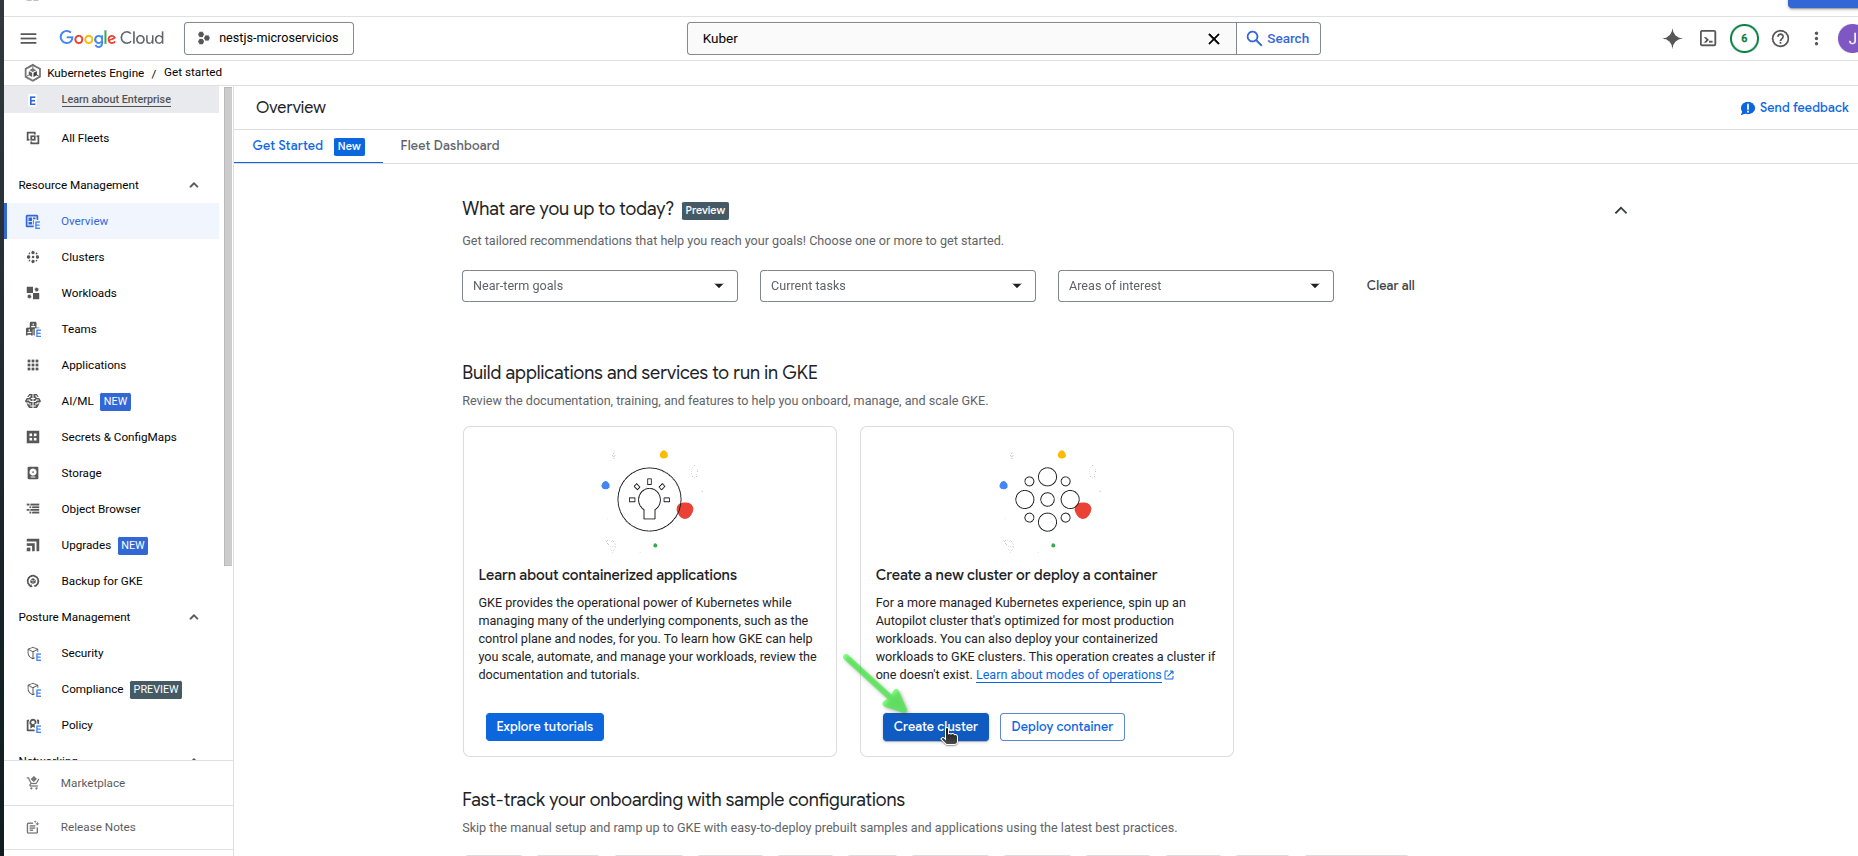 Google Cloud
nestjs-microservicios
Kuber
Search
6
J
Kubernetes Engine / Get started
E
Learn about Enterprise
All Fleets
Resource Management
Overview
Clusters
Workloads
Teams
Applications
AI/ML NEW
Secrets & ConfigMaps
Storage
Object Browser
Upgrades NEW
Backup for GKE
Posture Management
Security
Compliance PREVIEW
Policy
Networking
Marketplace
Release Notes
Overview
Send feedback
Get Started New
Fleet Dashboard
What are you up to today? Preview
Get tailored recommendations that help you reach your goals! Choose one or more to get started.
Near-term goals
Current tasks
Areas of interest
Clear all
Build applications and services to run in GKE
Review the documentation, training, and features to help you onboard, manage, and scale GKE.
Learn about containerized applications
GKE provides the operational power of Kubernetes while
managing many of the underlying components, such as the
control plane and nodes, for you. To learn how GKE can help
you scale, automate, and manage your workloads, review the
documentation and tutorials.
Explore tutorials
Create a new cluster or deploy a container
For a more managed Kubernetes experience, spin up an
Autopilot cluster that's optimized for most production
workloads. You can also deploy your containerized
workloads to GKE clusters. This operation creates a cluster if
one doesn't exist. Learn about modes of operations
Create cluster
Deploy container
Fast-track your onboarding with sample configurations
Skip the manual setup and ramp up to GKE with easy-to-deploy prebuilt samples and applications using the latest best practices.